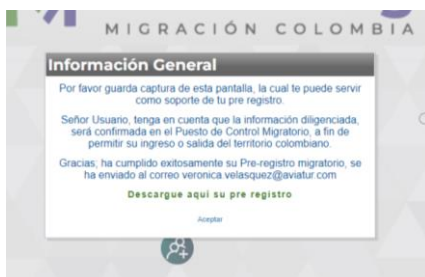 MIGRACIÓN COLOMBIA
Información General
Por favor guarda captura de esta pantalla, la cual te puede servir
como soporte de tu pre registro.
Señor Usuario, tenga en cuenta que la información diligenciada,
será confirmada en el Puesto de Control Migratorio, a fin de
permitir su ingreso o salida del territorio colombiano.
Gracias; ha cumplido exitosamente su Pre-registro migratorio, se
ha enviado al correo veronica velasquez@aviatur.com
Descargue aqui su pre registro
Aceptar